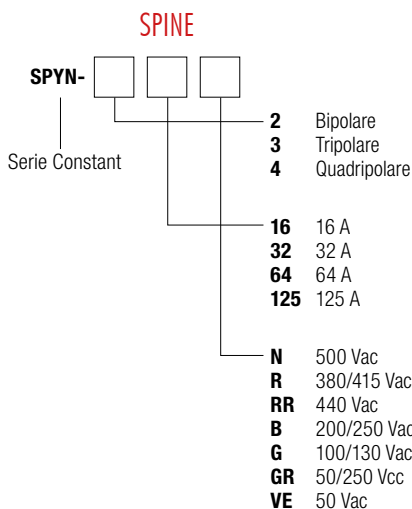 SPINE
SPYN-
Serie Constant
2 Bipolare
3 Tripolare
4 Quadripolare
16 16 A
32 32 A
64 64 A
125 125 A
N 500 Vac
R 380/415 Vac
RR 440 Vac
B 200/250 Vac
G 100/130 Vac
GR 50/250 Vcc
VE 50 Vac